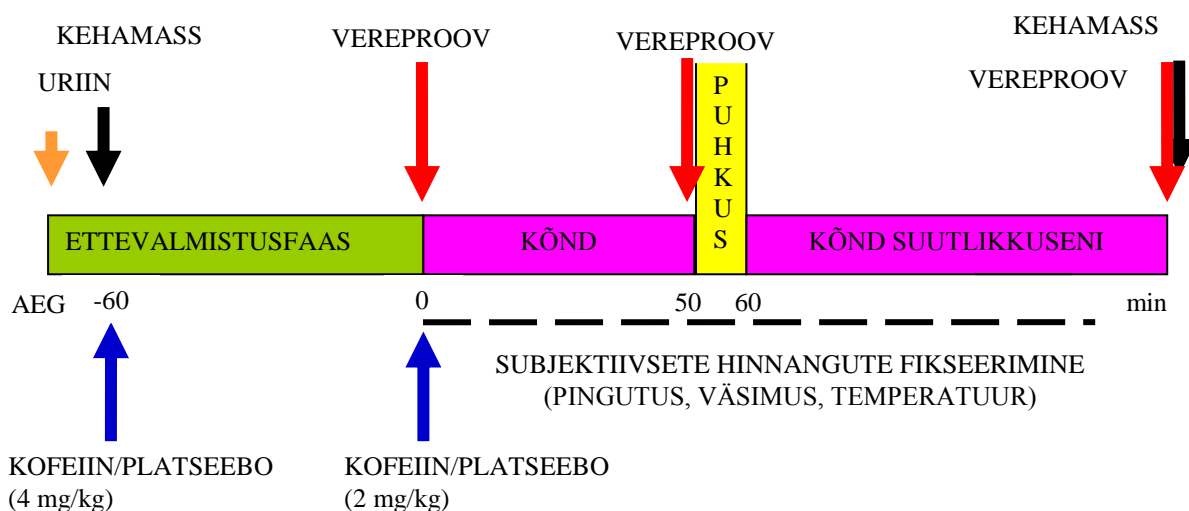 KEHAMASS
VEREPROOV
VEREPROOV
KEHAMASS
URIIN
VEREPROOV
PUHKUS
ETTEVALMISTUSFAAS
KÕND
KÕND SUUTLIKKUSENI
AEG
-60
0
50
60
min
SUBJEKTIIVSETE HINNANGUTE FIKSEERIMINE
(PINGUTUS, VÄSIMUS, TEMPERATUUR)
KOFEIIN/PLATSEEBO
(4 mg/kg)
KOFEIIN/PLATSEEBO
(2 mg/kg)